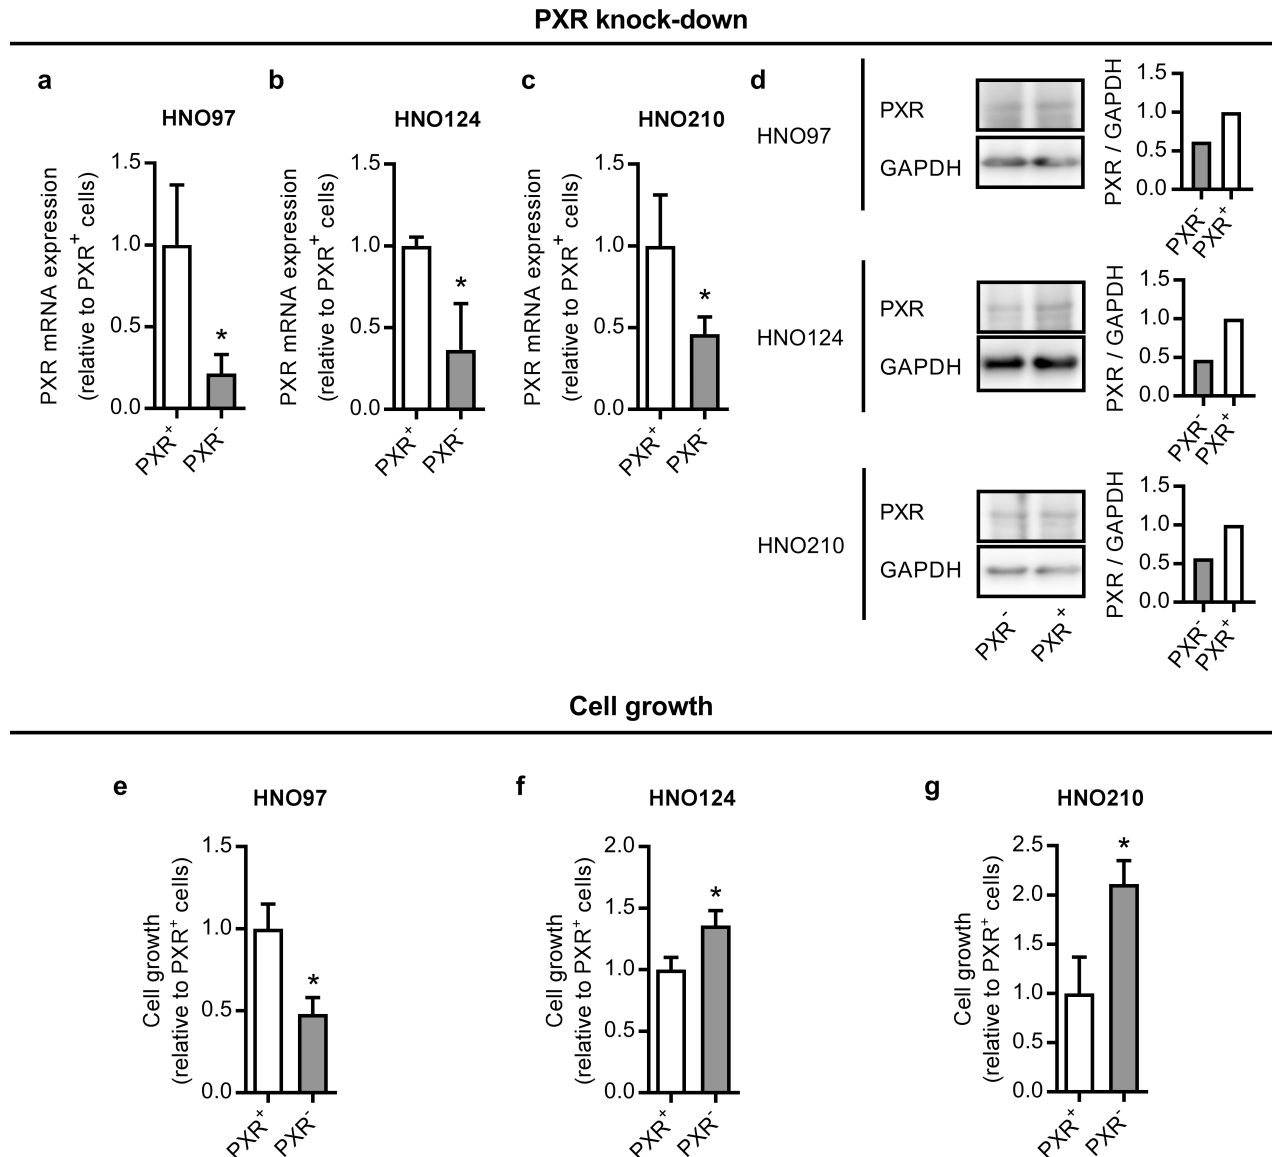 PXR knock-down
a
HNO97
PXR mRNA expression
(relative to PXR⁺ cells)
1.5
1.0
0.5
0.0
*
PXR⁺
PXR⁻
b
HNO124
PXR mRNA expression
(relative to PXR⁺ cells)
1.5
1.0
0.5
0.0
*
PXR⁺
PXR⁻
c
HNO210
PXR mRNA expression
(relative to PXR⁺ cells)
1.5
1.0
0.5
0.0
*
PXR⁺
PXR⁻
d
HNO97
PXR
GAPDH
PXR / GAPDH
1.5
1.0
0.5
0.0
PXR⁻
PXR⁺
HNO124
PXR
GAPDH
PXR / GAPDH
1.5
1.0
0.5
0.0
PXR⁻
PXR⁺
HNO210
PXR
GAPDH
PXR⁻
PXR⁺
PXR / GAPDH
1.5
1.0
0.5
0.0
PXR⁻
PXR⁺
Cell growth
e
HNO97
Cell growth
(relative to PXR⁺ cells)
1.5
1.0
0.5
0.0
*
PXR⁺
PXR⁻
f
HNO124
Cell growth
(relative to PXR⁺ cells)
2.0
1.5
1.0
0.5
0.0
*
PXR⁺
PXR⁻
g
HNO210
Cell growth
(relative to PXR⁺ cells)
2.5
2.0
1.5
1.0
0.5
0.0
*
PXR⁺
PXR⁻